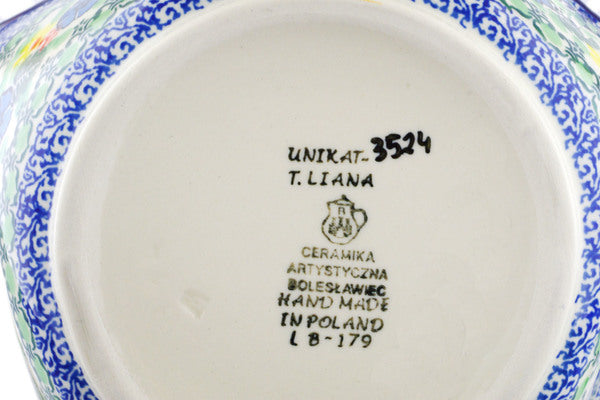 UNIKAT-3524
T. LIANA
CERAMIKA
ARTYSTYCZNA
BOLESŁAWIEC
HAND MADE
IN POLAND
L B-179